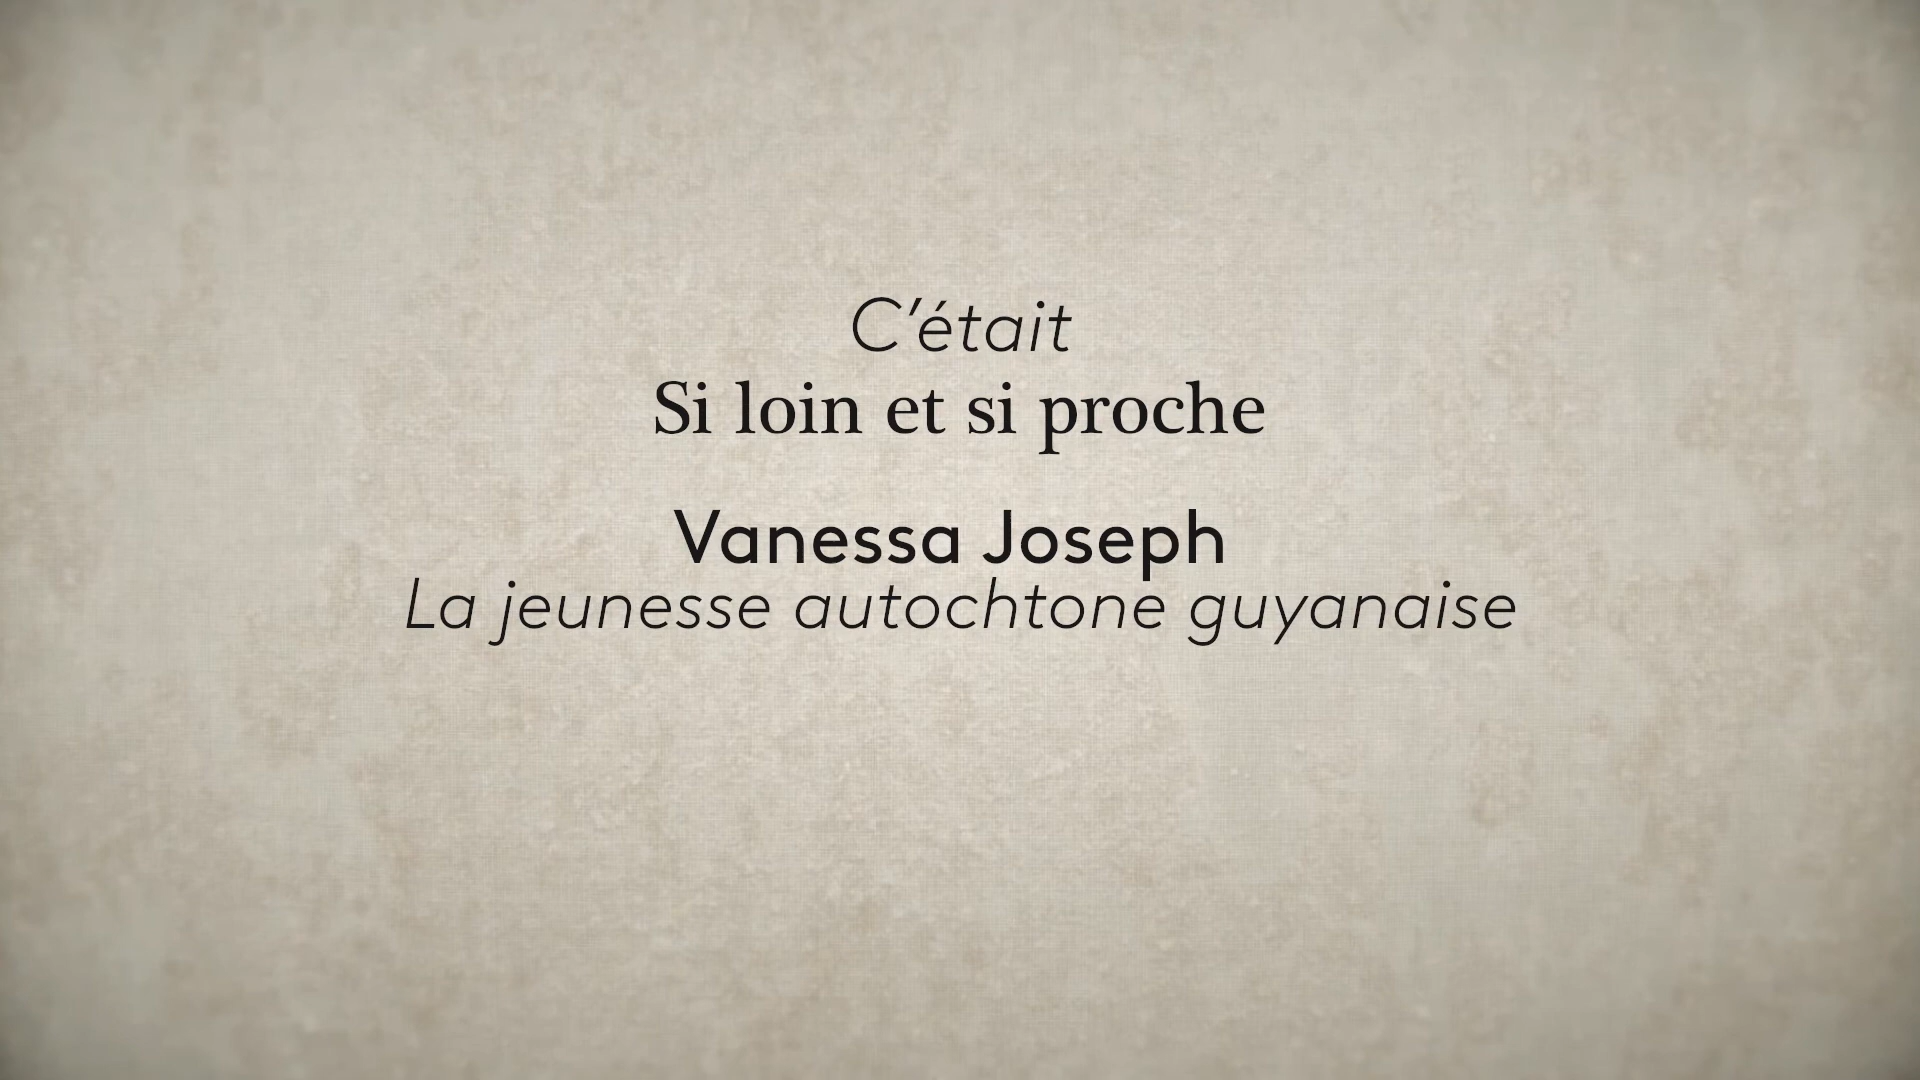 C’était
Si loin et si proche
Vanessa Joseph
La jeunesse autochtone guyanaise